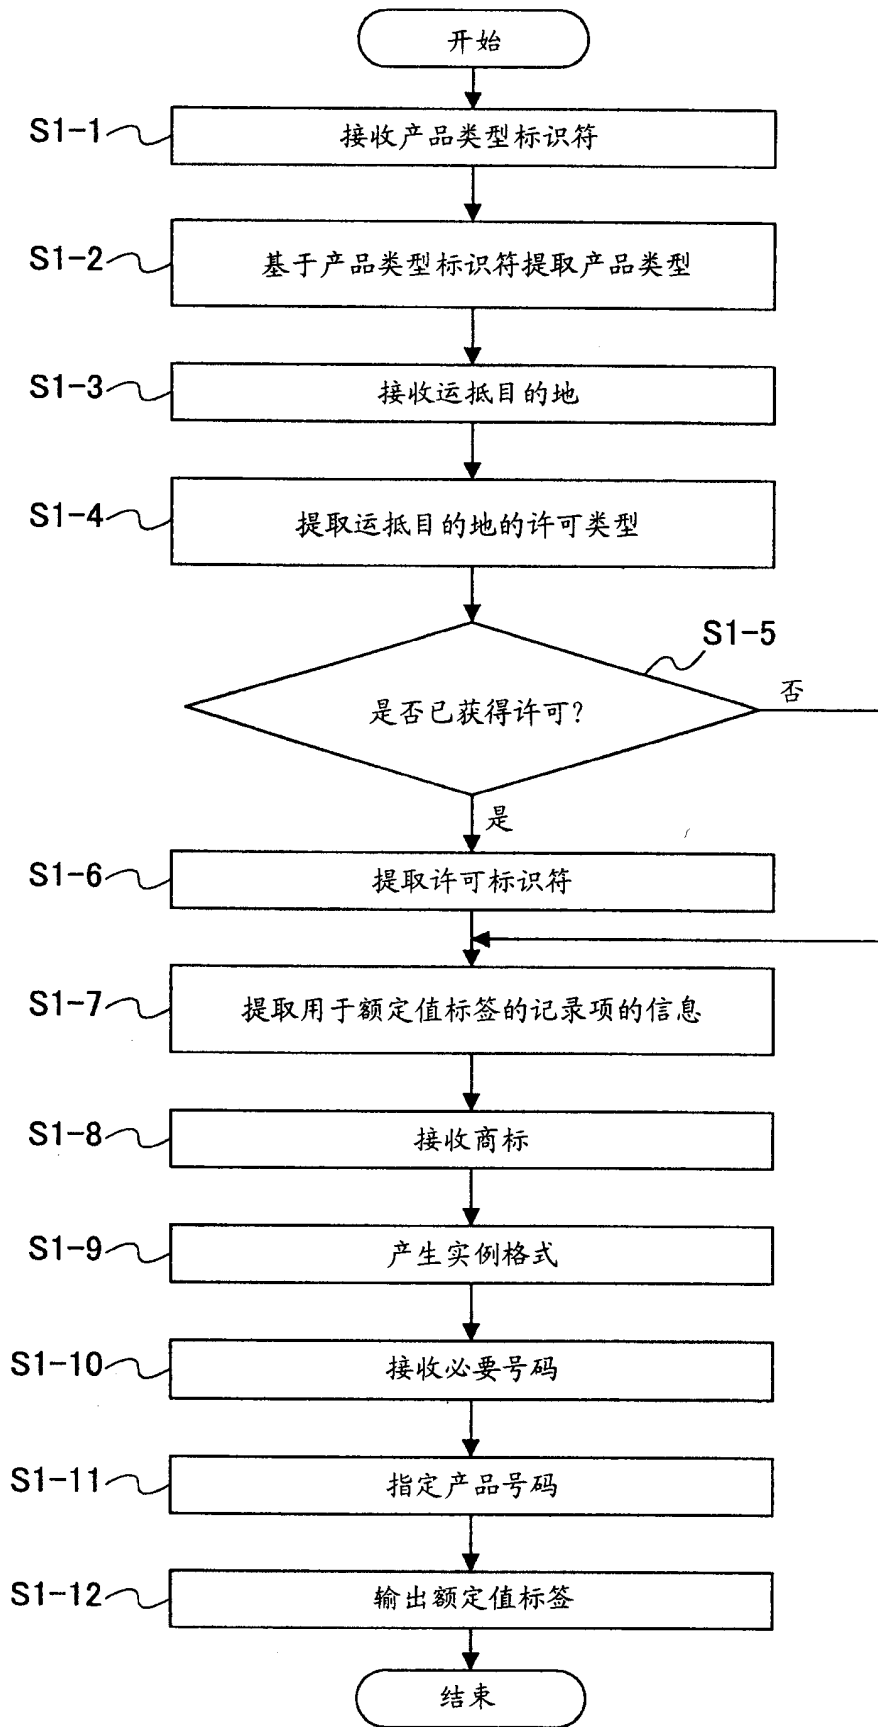 开始
S1-1
接收产品类型标识符
S1-2
基于产品类型标识符提取产品类型
S1-3
接收运抵目的地
S1-4
提取运抵目的地的许可类型
S1-5
是否已获得许可?
否
是
S1-6
提取许可标识符
S1-7
提取用于额定值标签的记录项的信息
S1-8
接收商标
S1-9
产生实例格式
S1-10
接收必要号码
S1-11
指定产品号码
S1-12
输出额定值标签
结束